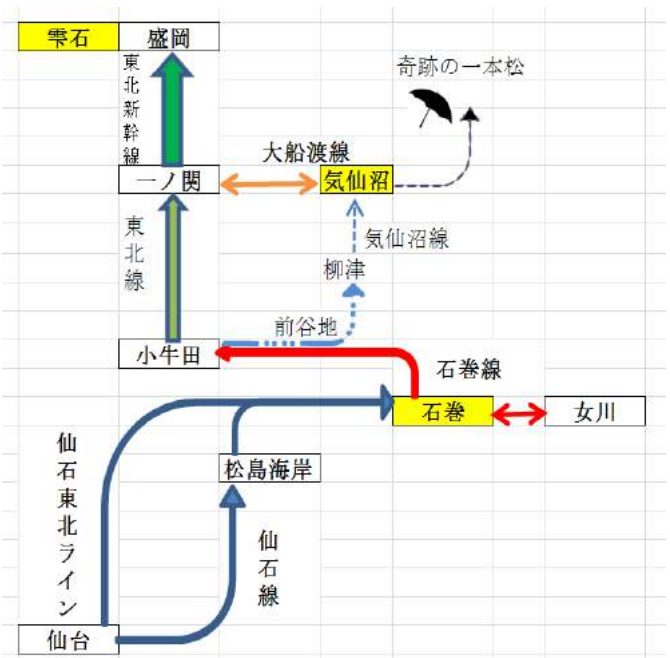 雫石
盛岡
東北新幹線
奇跡の一本松
大船渡線
一ノ関
気仙沼
東北線
気仙沼線
柳津
前谷地
小牛田
石巻線
石巻
女川
仙石東北ライン
松島海岸
仙石線
仙台